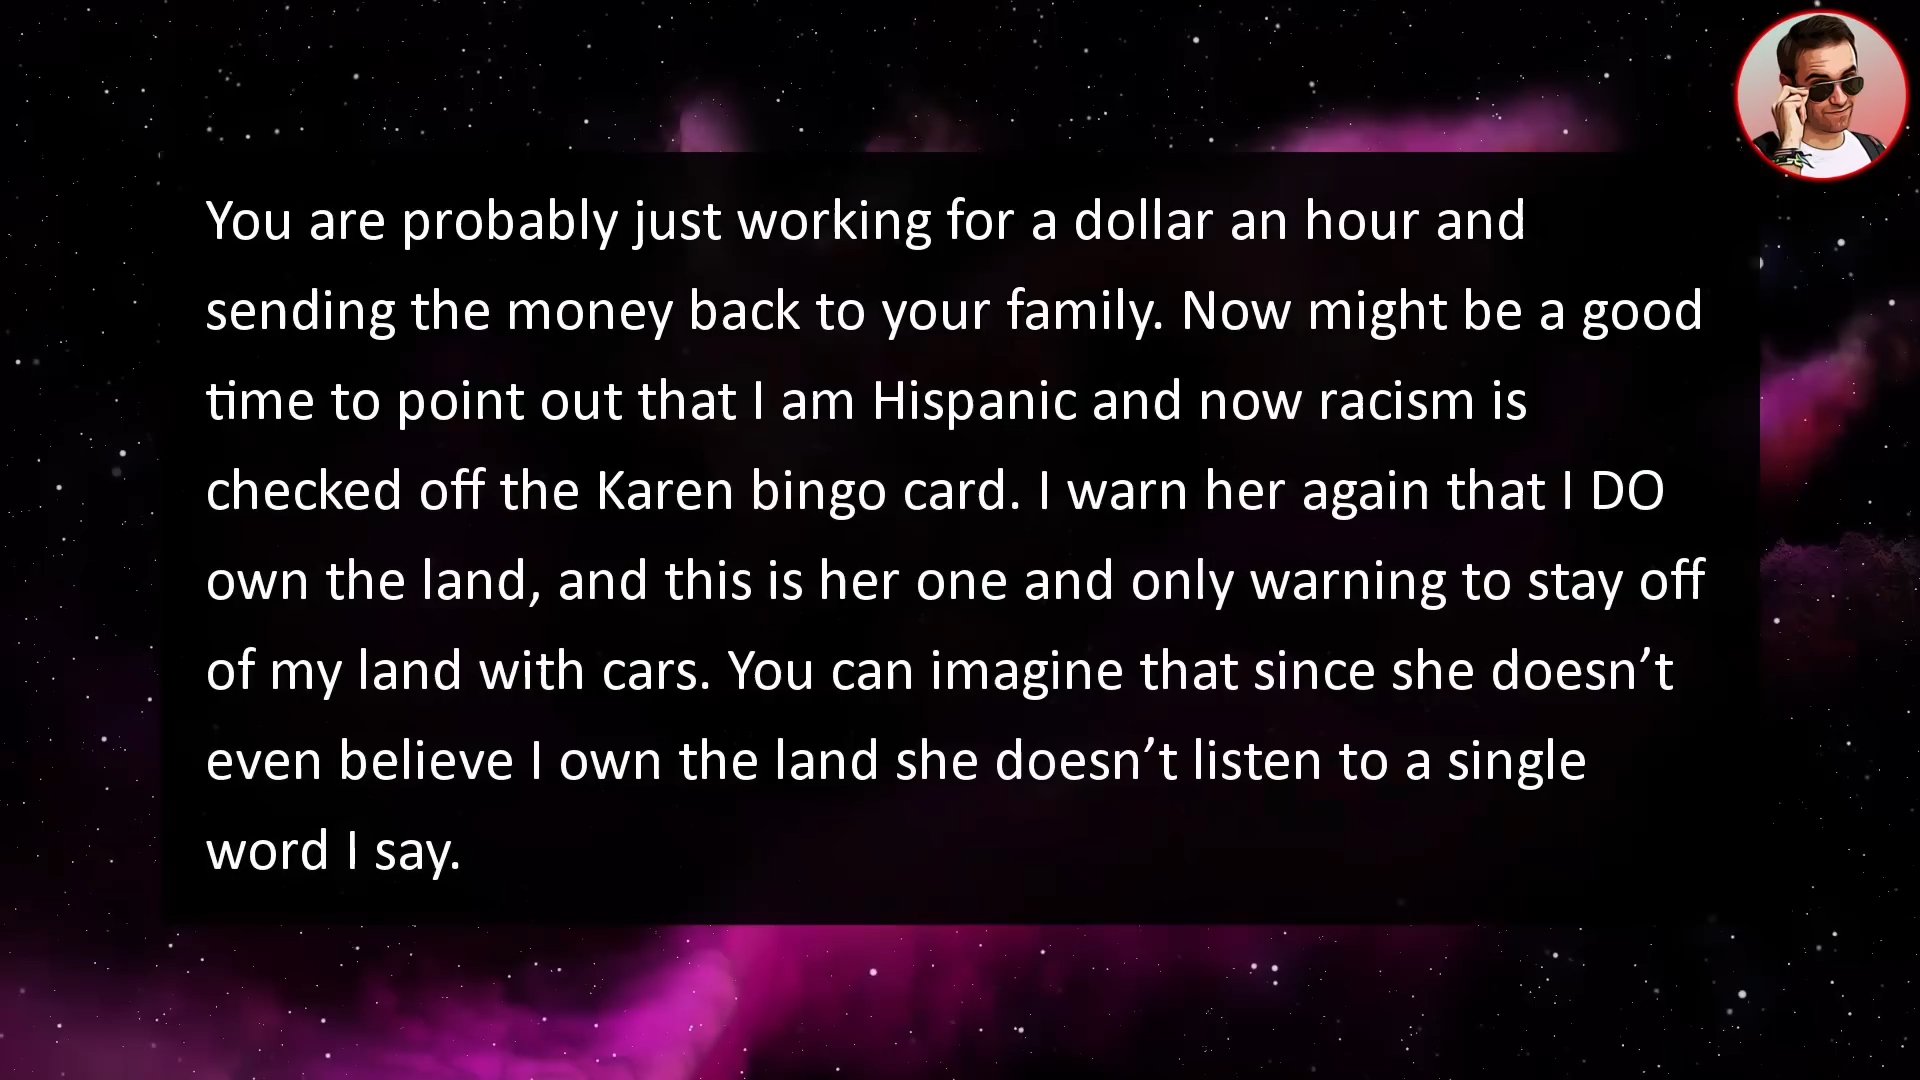 You are probably just working for a dollar an hour and
sending the money back to your family. Now might be a good
time to point out that I am Hispanic and now racism is
checked off the Karen bingo card. I warn her again that I DO
own the land, and this is her one and only warning to stay off
of my land with cars. You can imagine that since she doesn’t
even believe I own the land she doesn’t listen to a single
word I say.